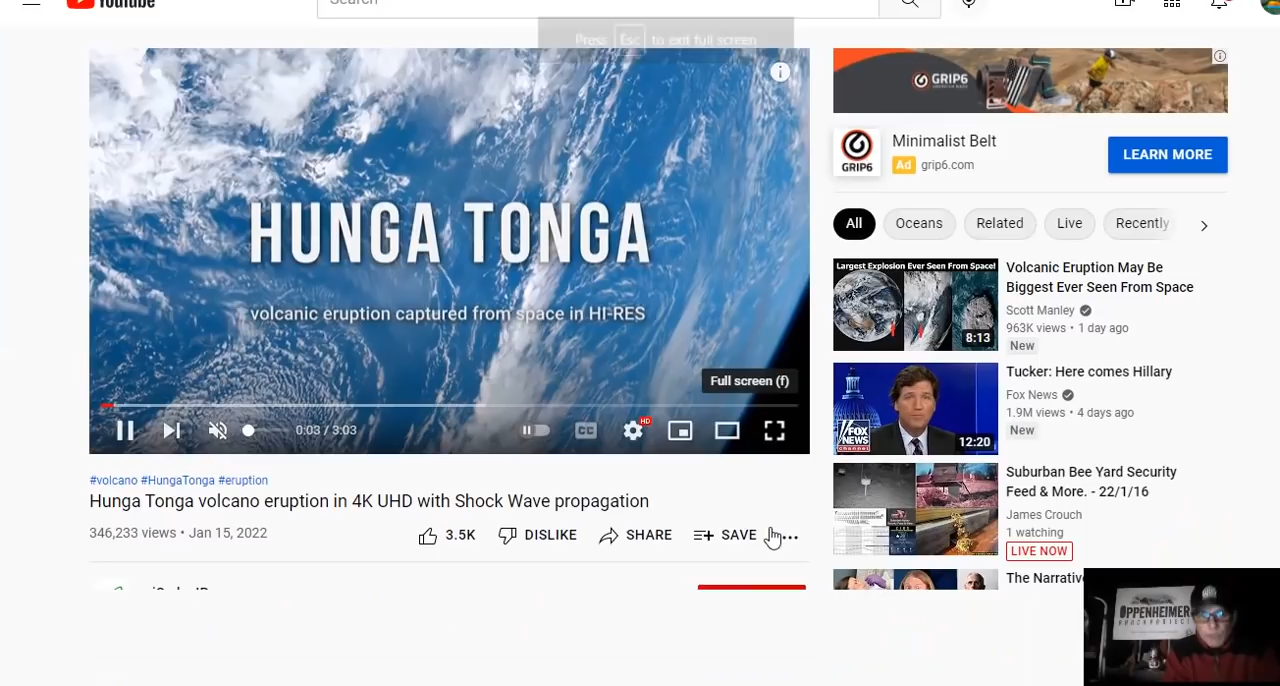 YouTube
Search
Press Esc to exit full screen
HUNGA TONGA
volcanic eruption captured from space in HI-RES
Full screen (f)
0:03 / 3:03
CC
HD
#volcano #HungaTonga #eruption
Hunga Tonga volcano eruption in 4K UHD with Shock Wave propagation
346,233 views • Jan 15, 2022
3.5K
DISLIKE
SHARE
SAVE
GRIP6
GRIP6
Minimalist Belt
Ad grip6.com
LEARN MORE
All
Oceans
Related
Live
Recently
Largest Explosion Ever Seen From Space!
8:13
Volcanic Eruption May Be
Biggest Ever Seen From Space
Scott Manley
963K views • 1 day ago
New
FOX
NEWS
channel
12:20
Tucker: Here comes Hillary
Fox News
1.9M views • 4 days ago
New
Suburban Bee Yard Security
Feed & More. - 22/1/16
James Crouch
1 watching
LIVE NOW
The Narrative
OPPENHEIMER